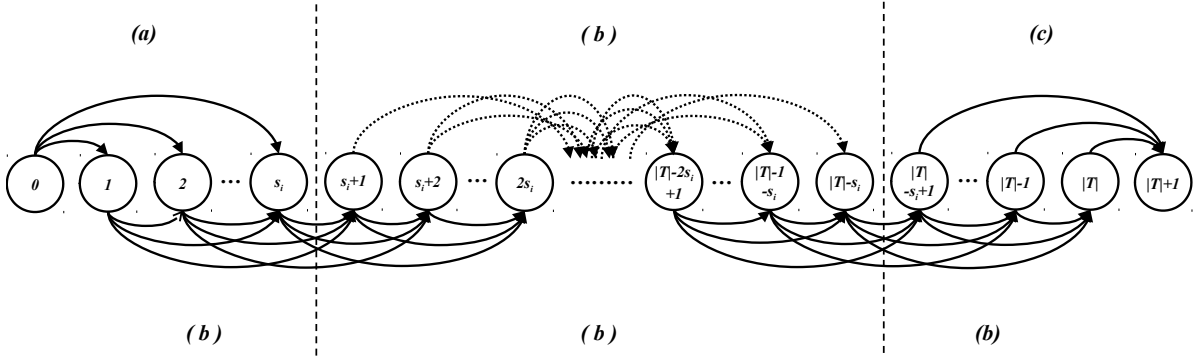 (a) ( b ) (c)
0 1 2 ... s_i s_i+1 s_i+2 ... 2s_i ......... |T|-2s_i ... |T|-1 |T|-s_i |T| ... |T|-1 |T| |T|+1
+1 -s_i -s_i+1
( b ) ( b ) (b)